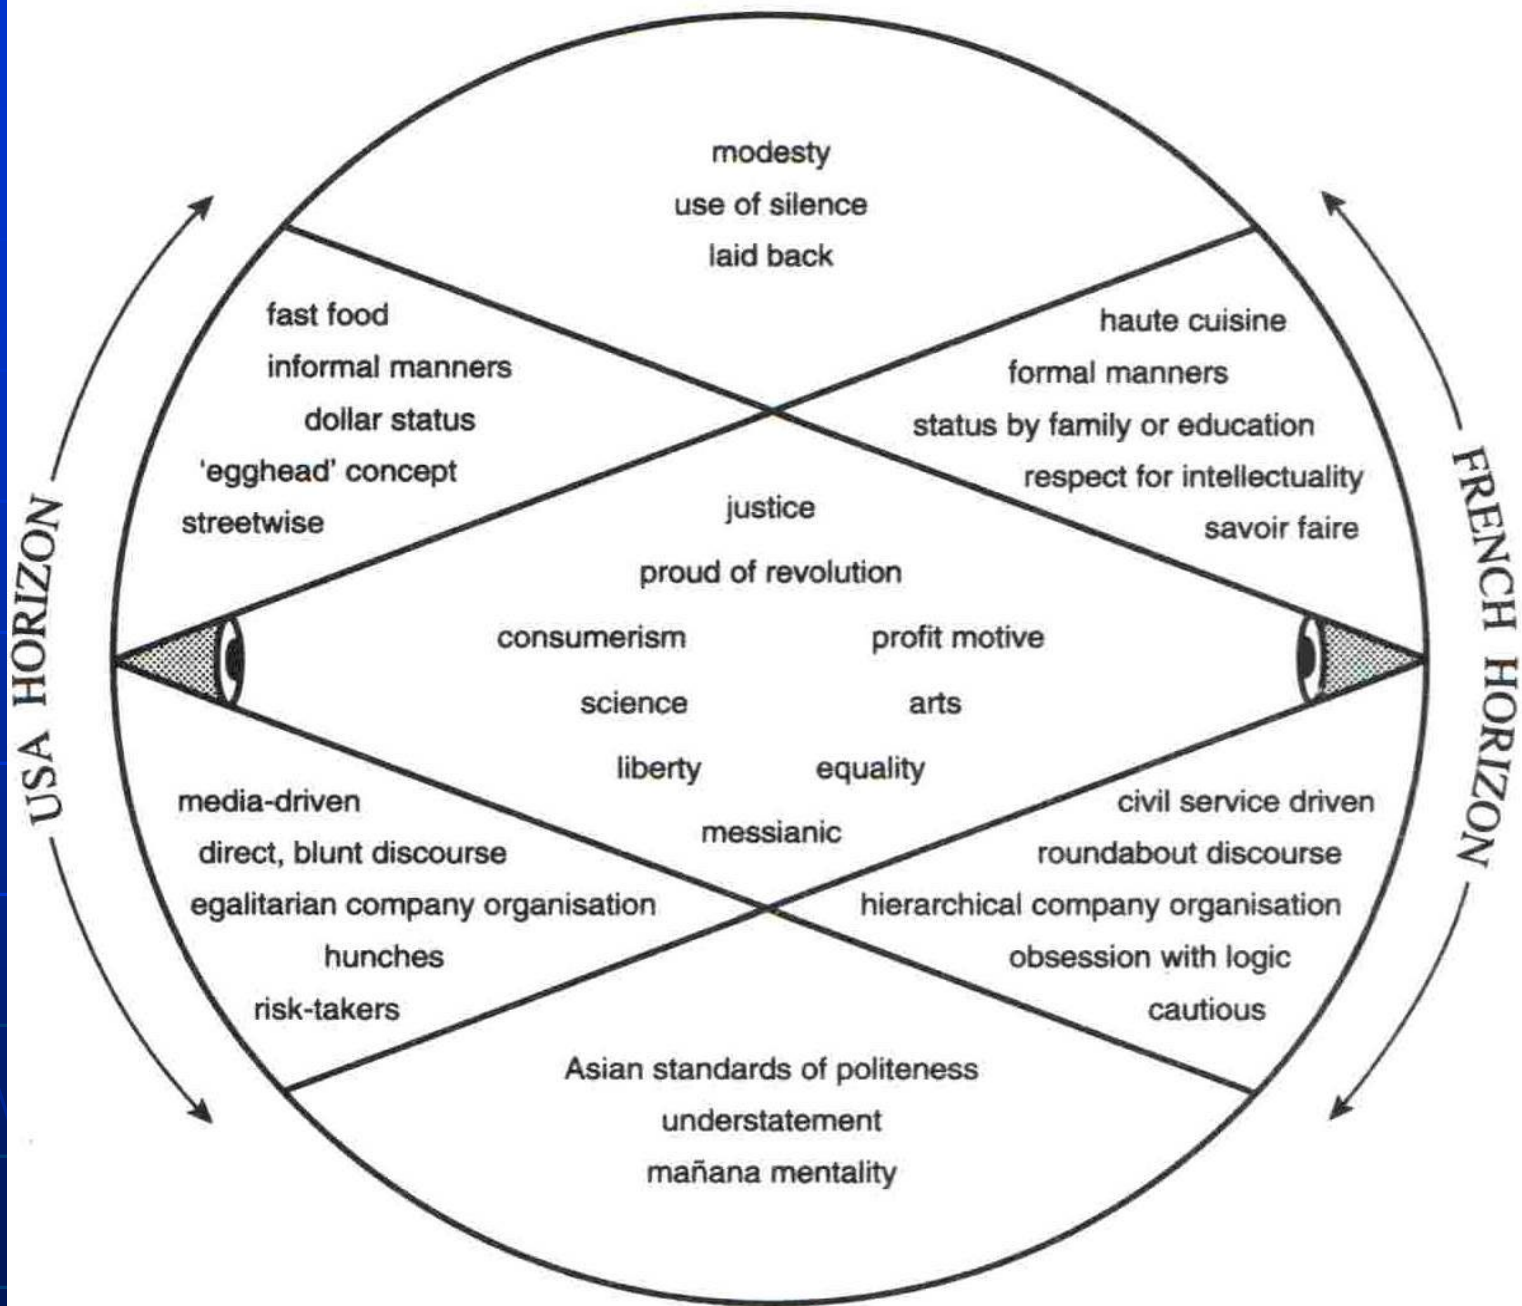 modesty
use of silence
laid back
fast food
informal manners
dollar status
'egghead' concept
streetwise
haute cuisine
formal manners
status by family or education
respect for intellectuality
savoir faire
USA HORIZON
FRENCH HORIZON
justice
proud of revolution
consumerism profit motive
science arts
liberty equality
messianic
media-driven
direct, blunt discourse
egalitarian company organisation
hunches
risk-takers
civil service driven
roundabout discourse
hierarchical company organisation
obsession with logic
cautious
Asian standards of politeness
understatement
mañana mentality